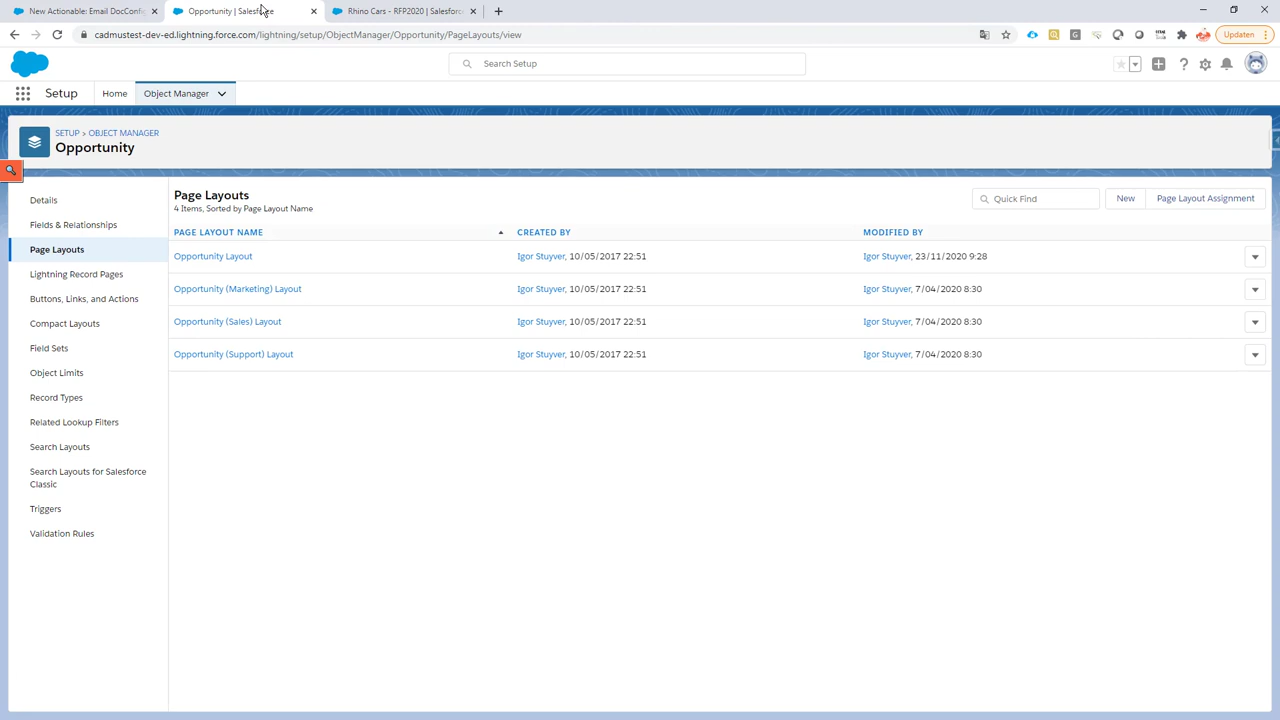 New Actionable: Email DocConfig
Opportunity | Salesforce
Rhino Cars - RFP2020 | Salesforc
cadmustest-dev-ed.lightning.force.com/lightning/setup/ObjectManager/Opportunity/PageLayouts/view
Updaten
Search Setup
Setup
Home
Object Manager
SETUP > OBJECT MANAGER
Opportunity
Details
Fields & Relationships
Page Layouts
Lightning Record Pages
Buttons, Links, and Actions
Compact Layouts
Field Sets
Object Limits
Record Types
Related Lookup Filters
Search Layouts
Search Layouts for Salesforce
Classic
Triggers
Validation Rules
Page Layouts
4 Items, Sorted by Page Layout Name
Quick Find
New
Page Layout Assignment
PAGE LAYOUT NAME CREATED BY MODIFIED BY
Opportunity Layout Igor Stuyver, 10/05/2017 22:51 Igor Stuyver, 23/11/2020 9:28
Opportunity (Marketing) Layout Igor Stuyver, 10/05/2017 22:51 Igor Stuyver, 7/04/2020 8:30
Opportunity (Sales) Layout Igor Stuyver, 10/05/2017 22:51 Igor Stuyver, 7/04/2020 8:30
Opportunity (Support) Layout Igor Stuyver, 10/05/2017 22:51 Igor Stuyver, 7/04/2020 8:30